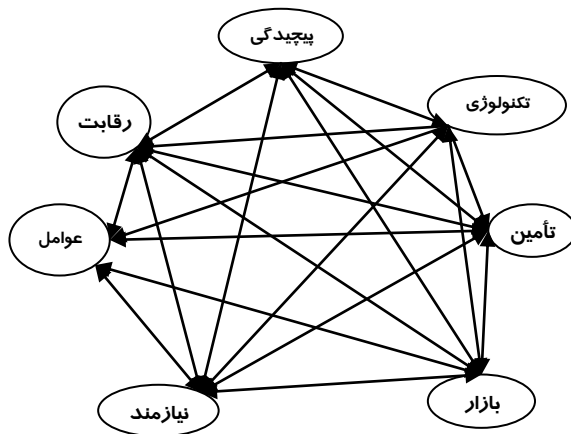 پیچیدگی
تکنولوژی
رقابت
تأمین
عوامل
بازار
نیازمند